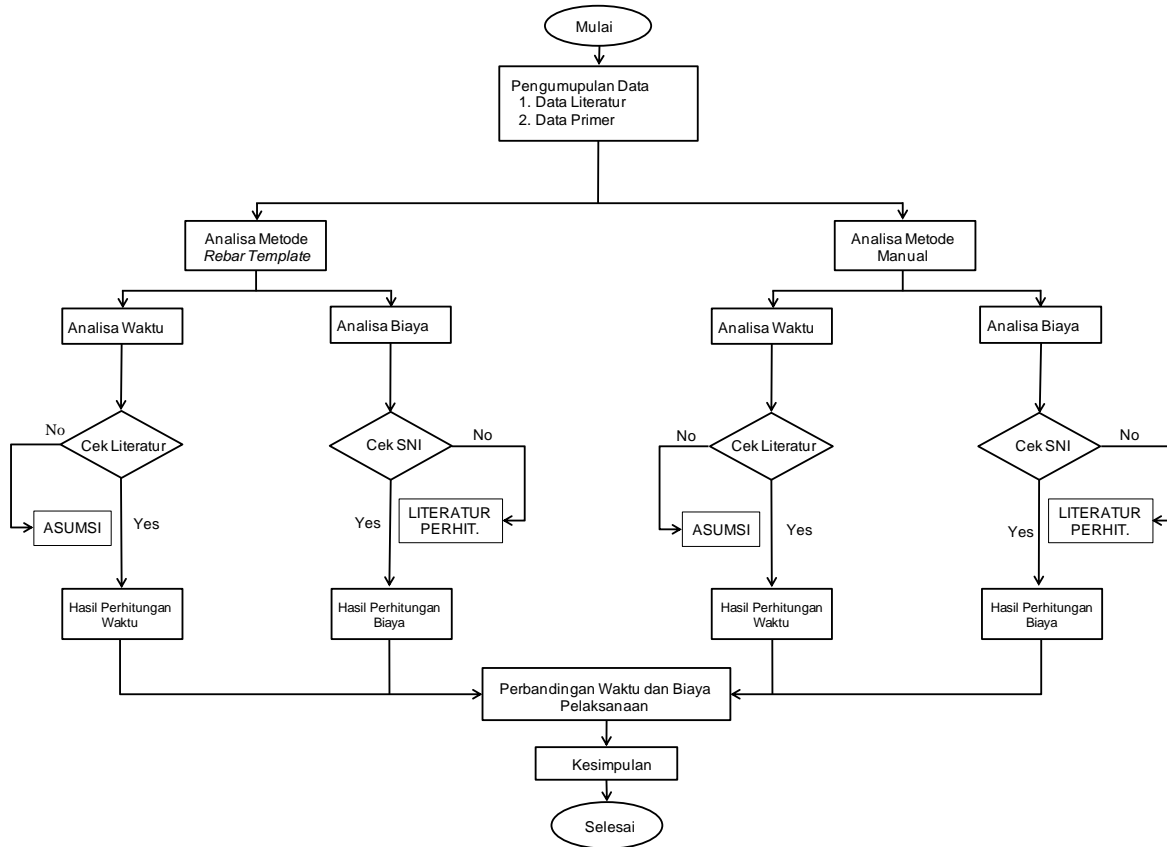 Mulai
Pengumupulan Data
1. Data Literatur
2. Data Primer
Analisa Metode
Rebar Template
Analisa Metode
Manual
Analisa Waktu
Analisa Biaya
Analisa Waktu
Analisa Biaya
No
Cek Literatur
Cek SNI
No
No
Cek Literatur
Cek SNI
No
ASUMSI
Yes
Yes
LITERATUR
PERHIT.
ASUMSI
Yes
Yes
LITERATUR
PERHIT.
Hasil Perhitungan
Waktu
Hasil Perhitungan
Biaya
Hasil Perhitungan
Waktu
Hasil Perhitungan
Biaya
Perbandingan Waktu dan Biaya
Pelaksanaan
Kesimpulan
Selesai